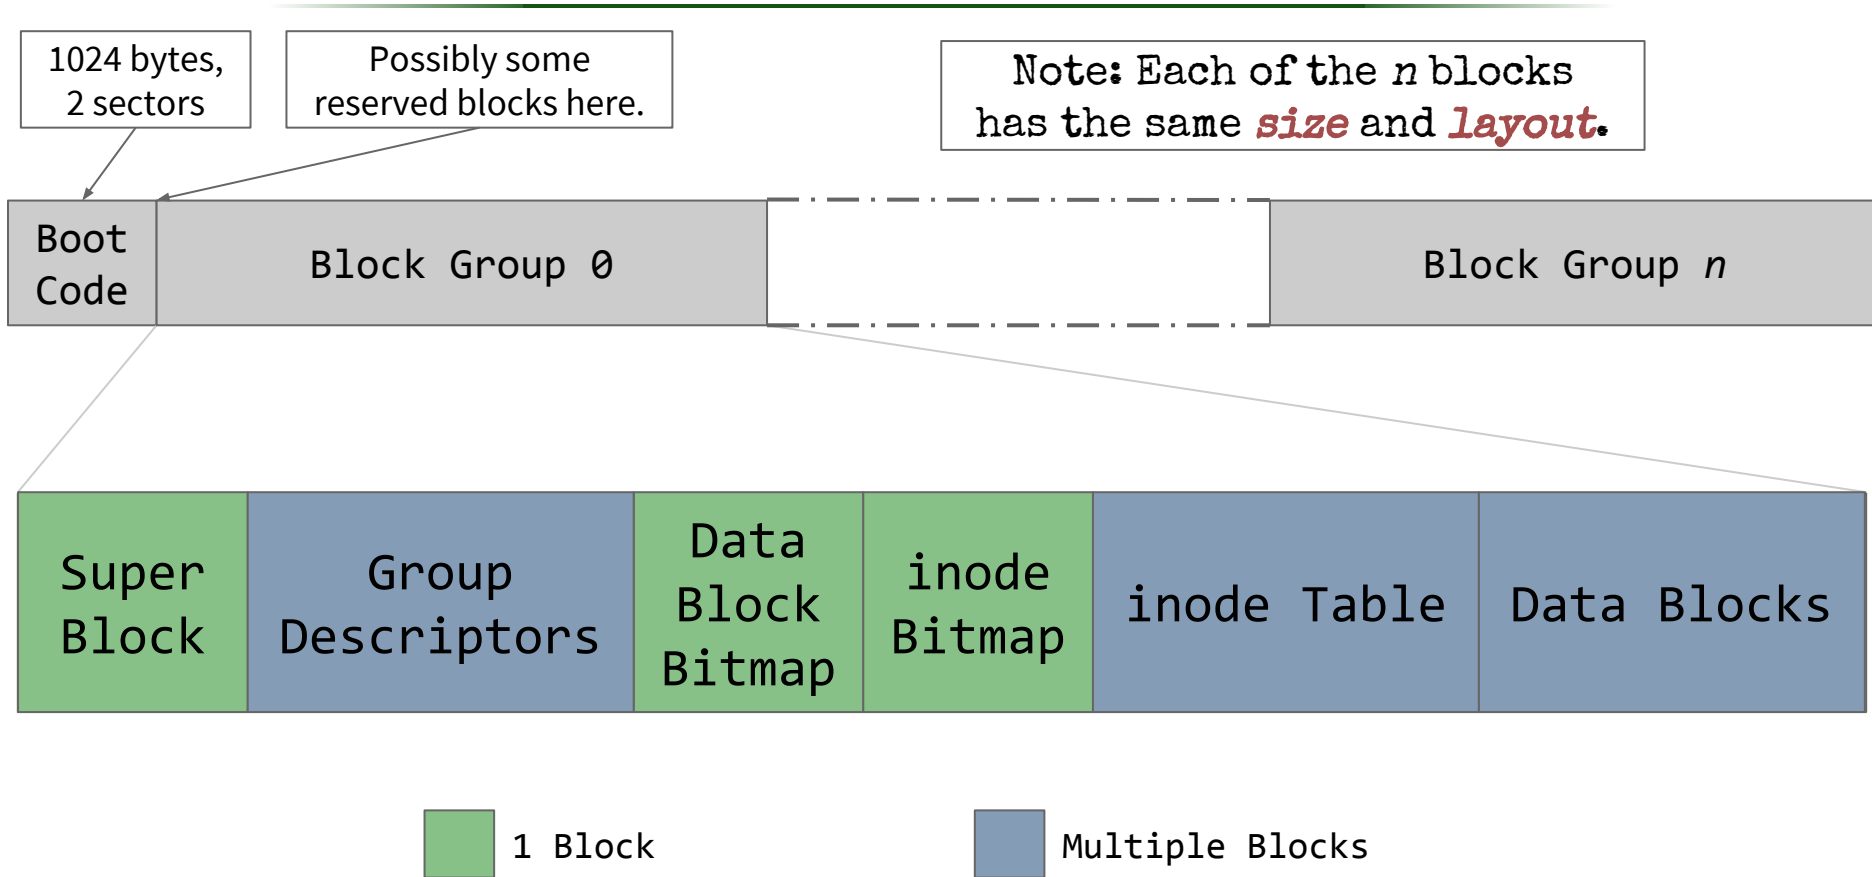 1024 bytes,
2 sectors
Possibly some
reserved blocks here.
Note: Each of the n blocks
has the same size and layout.
Boot
Code
Block Group 0
Block Group n
Super
Block
Group
Descriptors
Data
Block
Bitmap
inode
Bitmap
inode Table
Data Blocks
1 Block
Multiple Blocks